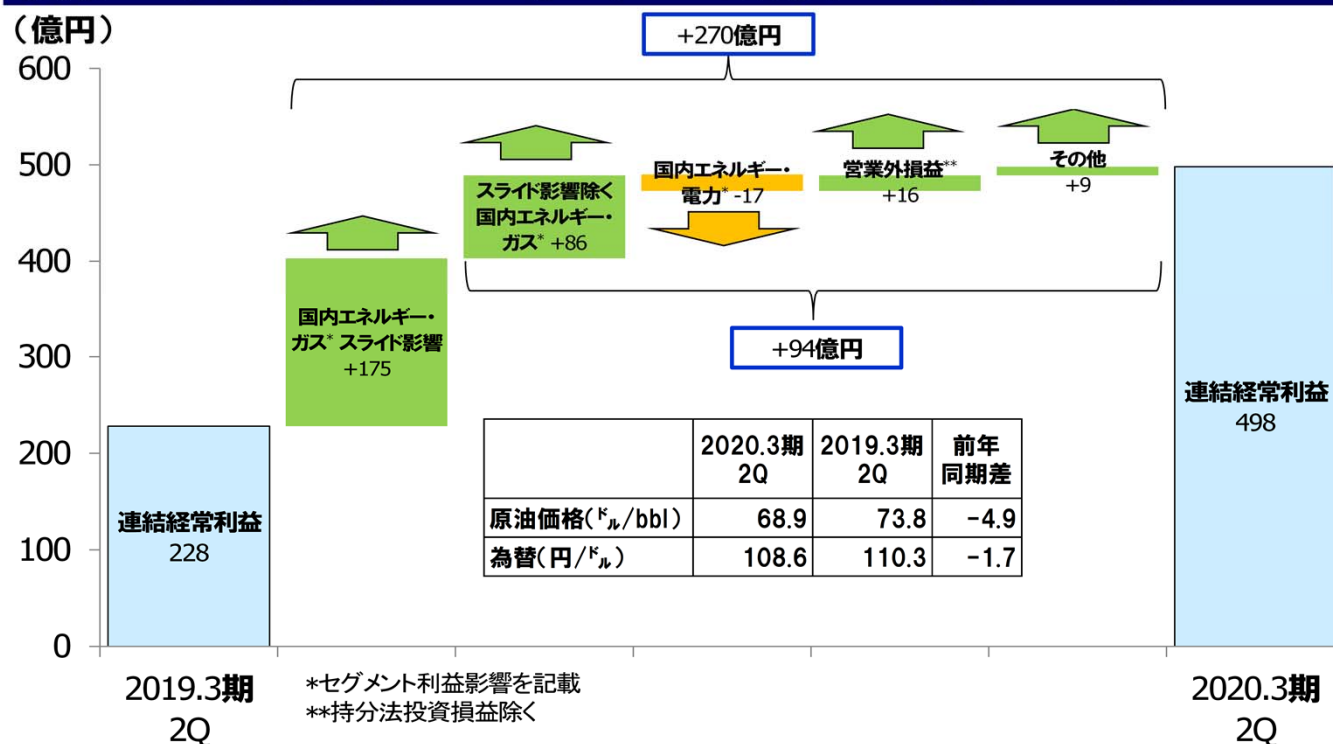 (億円)
+270億円
600
500
400
300
200
100
0
連結経常利益
228
国内エネルギー・
ガス* スライド影響
+175
スライド影響除く
国内エネルギー・
ガス* +86
国内エネルギー・
電力* -17
営業外損益**
+16
その他
+9
+94億円
連結経常利益
498
2020.3期 2019.3期 前年
2Q 2Q 同期差
原油価格(㌦/bbl) 68.9 73.8 -4.9
為替(円/㌦) 108.6 110.3 -1.7
2019.3期
2Q
*セグメント利益影響を記載
**持分法投資損益除く
2020.3期
2Q